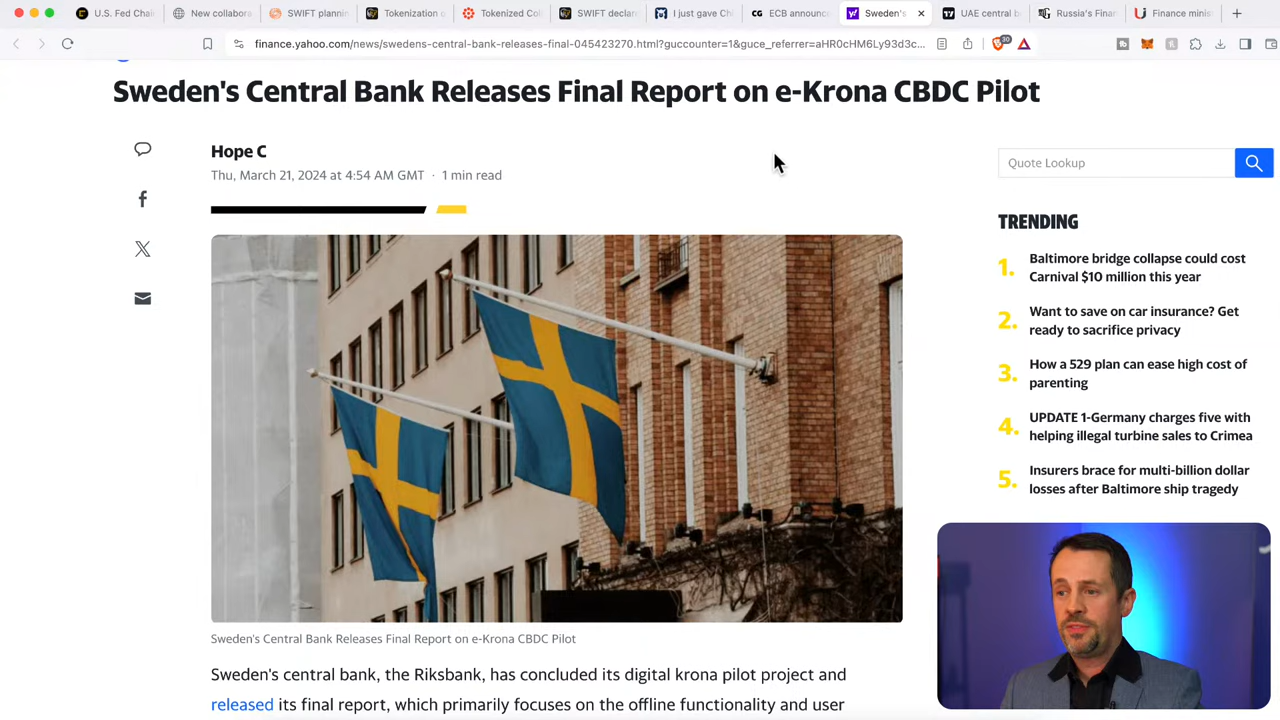 U.S. Fed Chair
New collabora
SWIFT plannin
Tokenization o
Tokenized Col
SWIFT declar
I just gave Ch
ECB announc
Sweden's
UAE central b
Russia's Finan
Finance minis
finance.yahoo.com/news/swedens-central-bank-releases-final-045423270.html?guccounter=1&guce_referrer=aHR0cHM6Ly93d3c...
30
Sweden's Central Bank Releases Final Report on e-Krona CBDC Pilot
Hope C
Thu, March 21, 2024 at 4:54 AM GMT · 1 min read
Quote Lookup
TRENDING
1. Baltimore bridge collapse could cost
Carnival $10 million this year
2. Want to save on car insurance? Get
ready to sacrifice privacy
3. How a 529 plan can ease high cost of
parenting
4. UPDATE 1-Germany charges five with
helping illegal turbine sales to Crimea
5. Insurers brace for multi-billion dollar
losses after Baltimore ship tragedy
Sweden's Central Bank Releases Final Report on e-Krona CBDC Pilot
Sweden's central bank, the Riksbank, has concluded its digital krona pilot project and
released its final report, which primarily focuses on the offline functionality and user